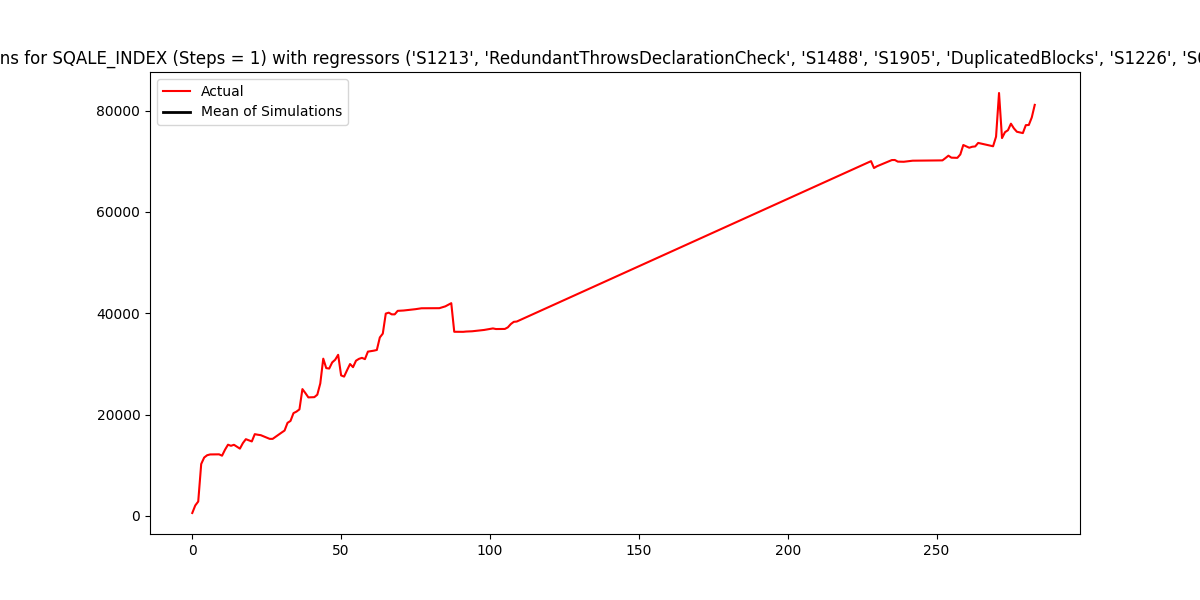 ns for SQALE_INDEX (Steps = 1) with regressors ('S1213', 'RedundantThrowsDeclarationCheck', 'S1488', 'S1905', 'DuplicatedBlocks', 'S1226', 'S
Actual
Mean of Simulations
80000
60000
40000
20000
0
0 50 100 150 200 250